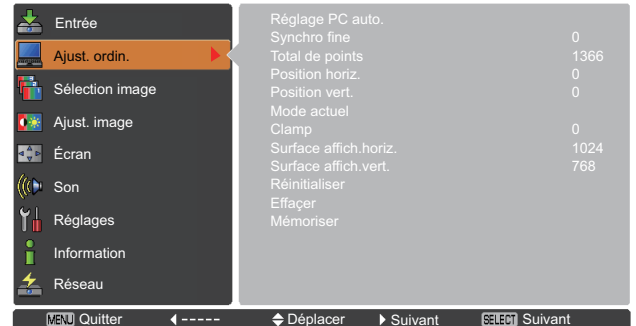 Entrée
Ajust. ordin.
Sélection image
Ajust. image
Écran
Son
Réglages
Information
Réseau
Réglage PC auto.
Synchro fine 0
Total de points 1366
Position horiz. 0
Position vert. 0
Mode actuel
Clamp 0
Surface affich.horiz. 1024
Surface affich.vert. 768
Réinitialiser
Effaçer
Mémoriser
MENU Quitter ----- Déplacer Suivant SELECT Suivant